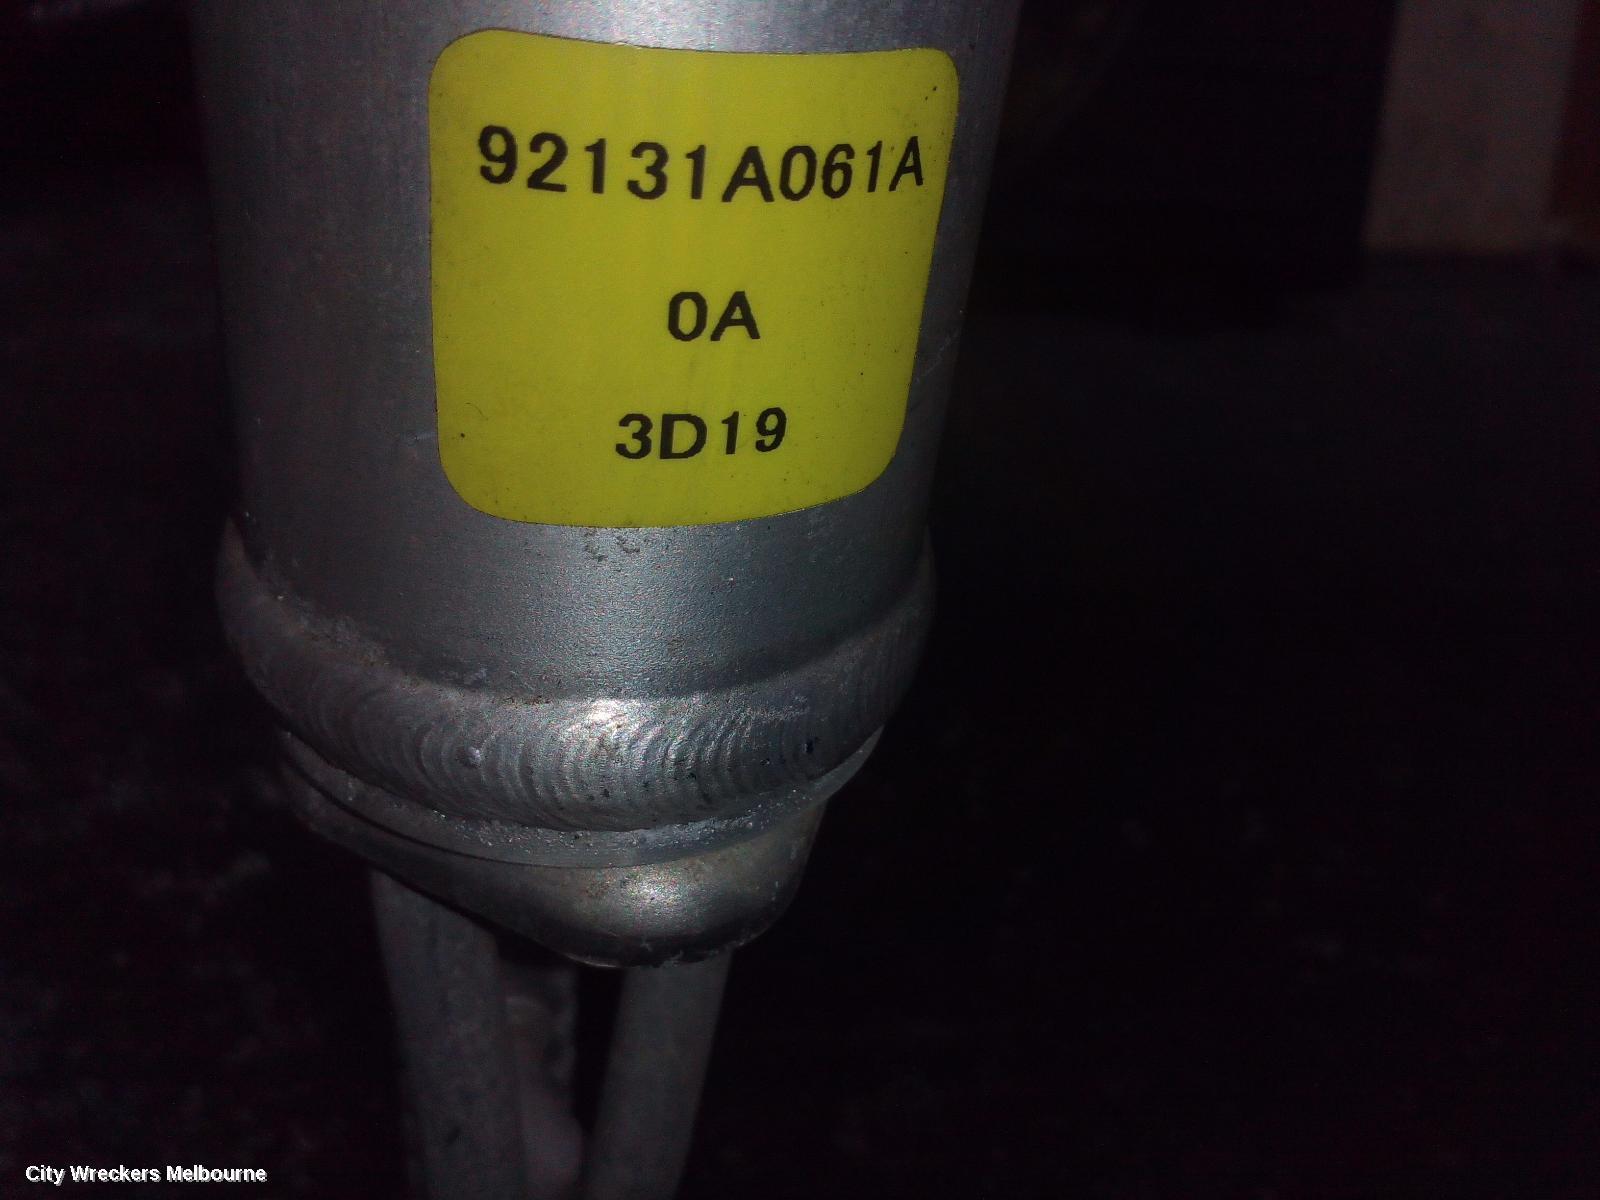 92131A061A
0A
3D19
City Wreckers Melbourne